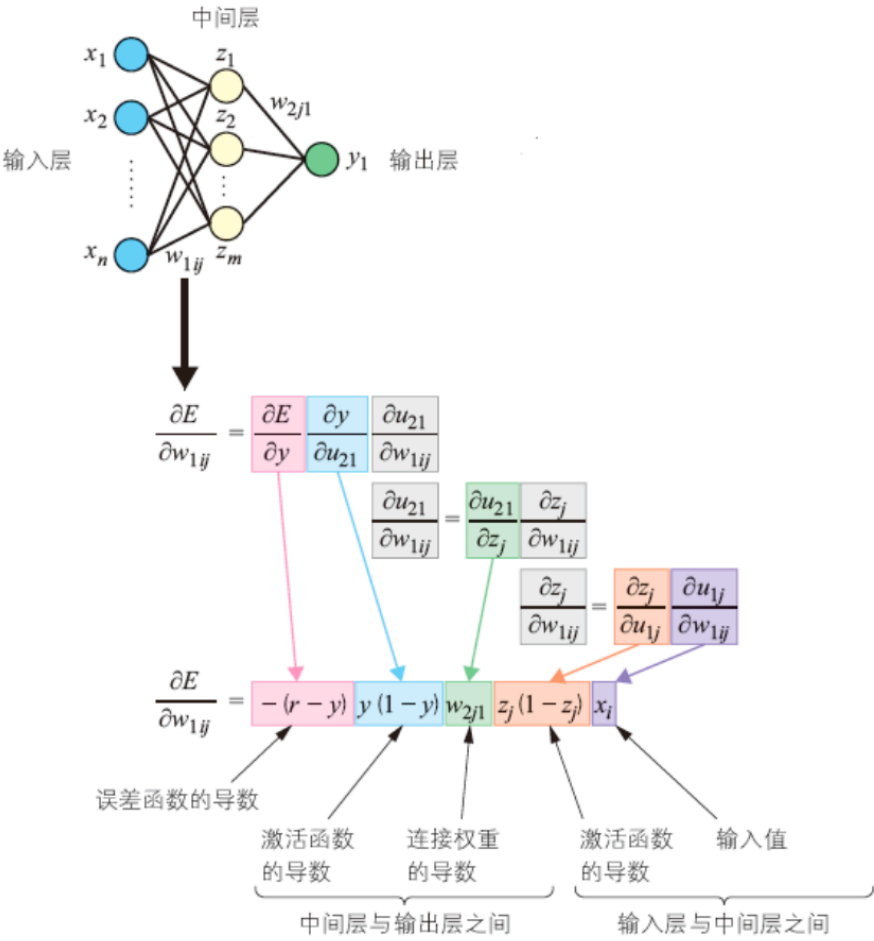 中间层
x₁
z₁
w₂ⱼ₁
x₂
z₂
输入层
y₁
输出层
xₙ
w₁ᵢⱼ
zₘ
∂E/∂w₁ᵢⱼ = ∂E/∂y ∂y/∂u₂₁ ∂u₂₁/∂w₁ᵢⱼ
∂u₂₁/∂w₁ᵢⱼ = ∂u₂₁/∂zⱼ ∂zⱼ/∂w₁ᵢⱼ
∂zⱼ/∂w₁ᵢⱼ = ∂zⱼ/∂u₁ⱼ ∂u₁ⱼ/∂w₁ᵢⱼ
∂E/∂w₁ᵢⱼ = −(r − y) y(1 − y) w₂ⱼ₁ zⱼ(1 − zⱼ) xᵢ
误差函数的导数
激活函数
的导数
连接权重
的导数
激活函数
的导数
输入值
中间层与输出层之间
输入层与中间层之间